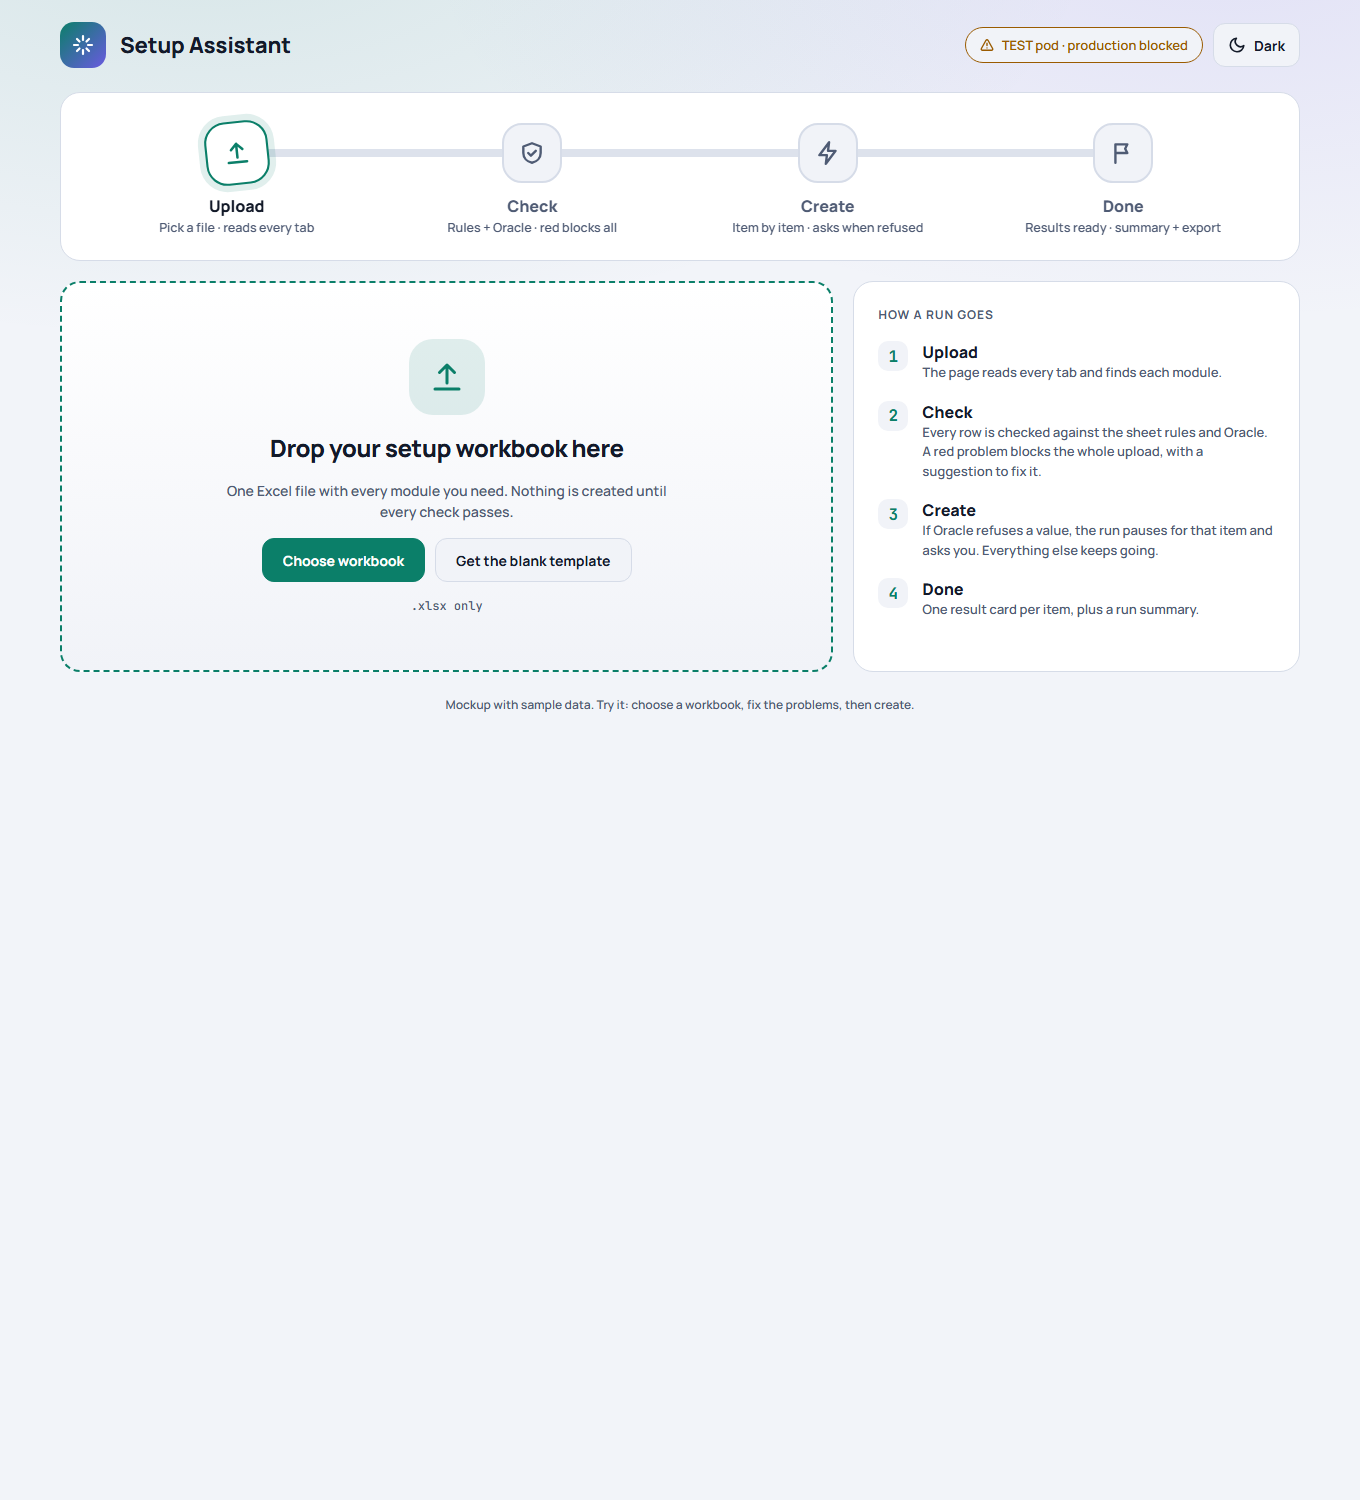 Setup Assistant
TEST pod · production blocked
Dark
Upload
Pick a file · reads every tab
Check
Rules + Oracle · red blocks all
Create
Item by item · asks when refused
Done
Results ready · summary + export
Drop your setup workbook here
One Excel file with every module you need. Nothing is created until
every check passes.
Choose workbook
Get the blank template
.xlsx only
HOW A RUN GOES
1
Upload
The page reads every tab and finds each module.
2
Check
Every row is checked against the sheet rules and Oracle.
A red problem blocks the whole upload, with a
suggestion to fix it.
3
Create
If Oracle refuses a value, the run pauses for that item and
asks you. Everything else keeps going.
4
Done
One result card per item, plus a run summary.
Mockup with sample data. Try it: choose a workbook, fix the problems, then create.